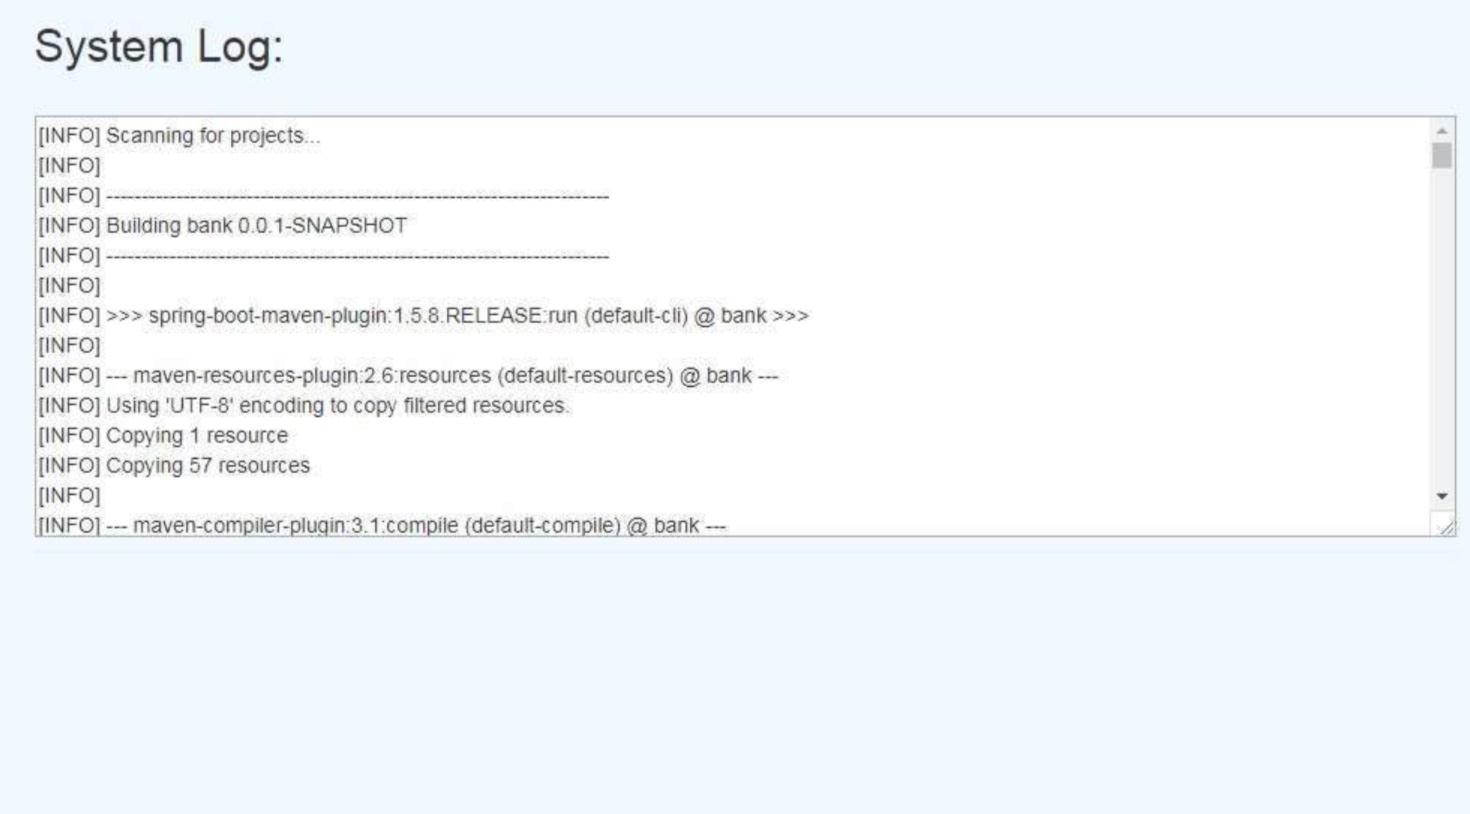 System Log:
[INFO] Scanning for projects...
[INFO]
[INFO] ------------------------------------------------------------------------
[INFO] Building bank 0.0.1-SNAPSHOT
[INFO] ------------------------------------------------------------------------
[INFO]
[INFO] >>> spring-boot-maven-plugin:1.5.8.RELEASE:run (default-cli) @ bank >>>
[INFO]
[INFO] --- maven-resources-plugin:2.6:resources (default-resources) @ bank ---
[INFO] Using 'UTF-8' encoding to copy filtered resources.
[INFO] Copying 1 resource
[INFO] Copying 57 resources
[INFO]
[INFO] --- maven-compiler-plugin:3.1:compile (default-compile) @ bank ---